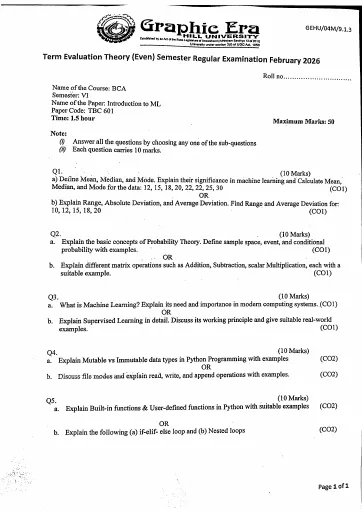 GEHU/04M/9.1.3
Graphic Era
HILL UNIVERSITY
University under section 2(f) of UGC Act, 1956
Term Evaluation Theory (Even) Semester Regular Examination February 2026
Roll no..............................
Name of the Course: BCA
Semester: VI
Name of the Paper: Introduction to ML
Paper Code: TBC 601
Time: 1.5 hour
Maximum Marks: 50
Note:
(i) Answer all the questions by choosing any one of the sub-questions
(ii) Each question carries 10 marks.
Q1. (10 Marks)
a) Define Mean, Median, and Mode. Explain their significance in machine learning and Calculate Mean,
Median, and Mode for the data: 12, 15, 18, 20, 22, 22, 25, 30 (CO1)
OR
b) Explain Range, Absolute Deviation, and Average Deviation. Find Range and Average Deviation for:
10, 12, 15, 18, 20 (CO1)
Q2. (10 Marks)
a. Explain the basic concepts of Probability Theory. Define sample space, event, and conditional
probability with examples. (CO1)
OR
b. Explain different matrix operations such as Addition, Subtraction, scalar Multiplication, each with a
suitable example. (CO1)
Q3. (10 Marks)
a. What is Machine Learning? Explain its need and importance in modern computing systems. (CO1)
OR
b. Explain Supervised Learning in detail. Discuss its working principle and give suitable real-world
examples. (CO1)
Q4. (10 Marks)
a. Explain Mutable vs Immutable data types in Python Programming with examples (CO2)
OR
b. Discuss file modes and explain read, write, and append operations with examples. (CO2)
Q5. (10 Marks)
a. Explain Built-in functions & User-defined functions in Python with suitable examples (CO2)
OR
b. Explain the following (a) if-elif- else loop and (b) Nested loops (CO2)
Page 1 of 1